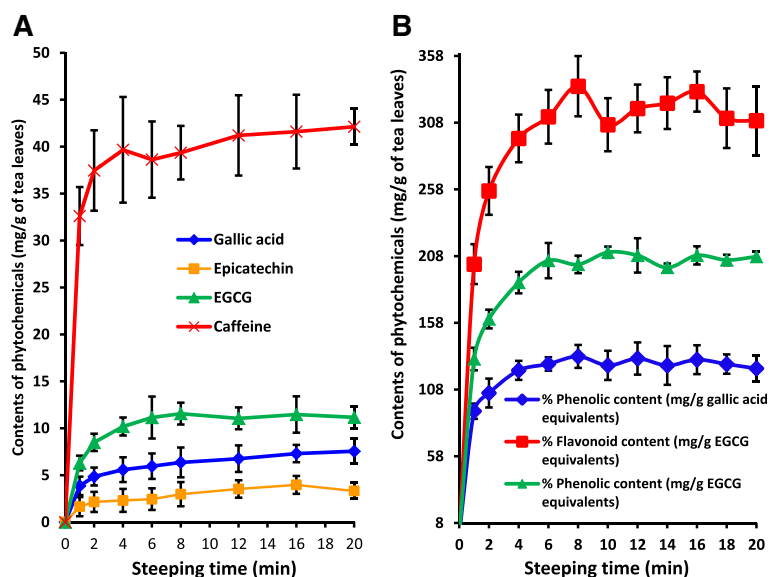 A
Contents of phytochemicals (mg/g of tea leaves)
50
45
40
35
30
25
20
15
10
5
0
Gallic acid
Epicatechin
EGCG
Caffeine
0 2 4 6 8 10 12 14 16 18 20
Steeping time (min)
B
Contents of phytochemicals (mg/g of tea leaves)
358
308
258
208
158
108
58
8
% Phenolic content (mg/g gallic acid
equivalents)
% Flavonoid content (mg/g EGCG
equivalents)
% Phenolic content (mg/g EGCG
equivalents)
0 2 4 6 8 10 12 14 16 18 20
Steeping time (min)